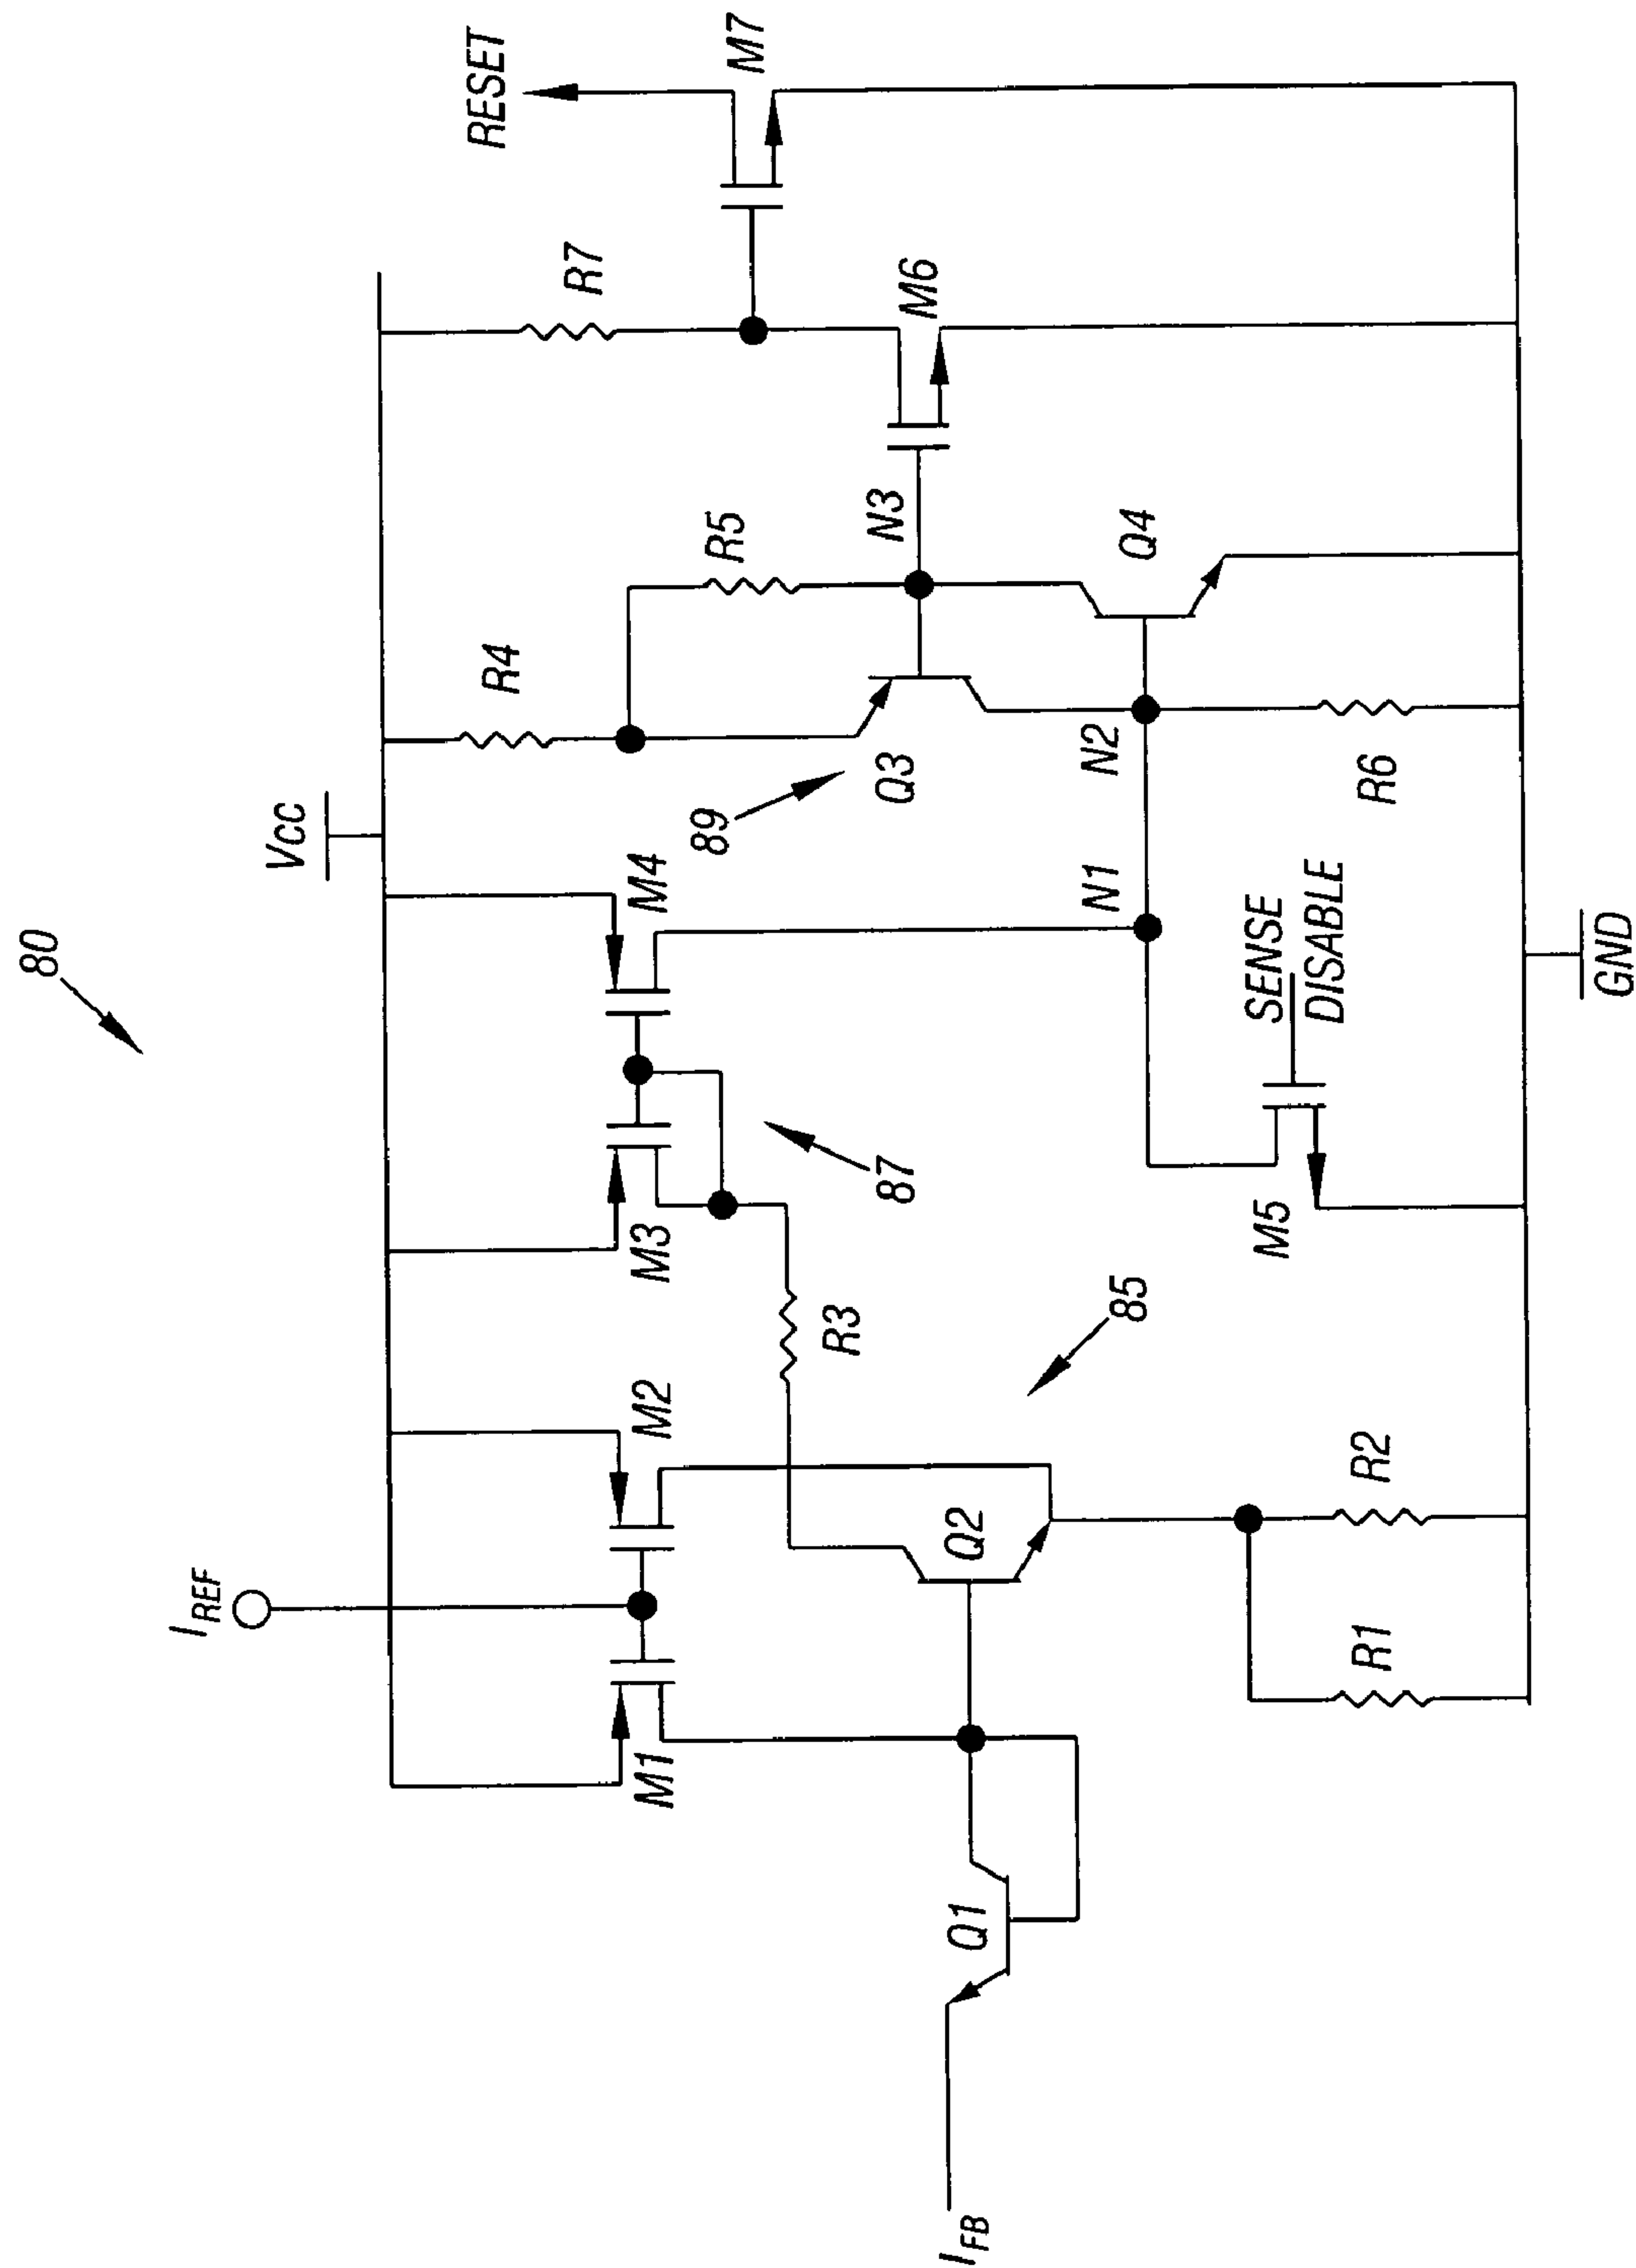 80
Vcc
I_REF
RESET
M1
M2
M3
M4
R4
R5
R7
M7
87
89
Q3
N3
M6
R3
I_FB
Q1
Q2
85
N1
N2
Q4
M5
SENSE
DISABLE
R1
R2
R6
GND